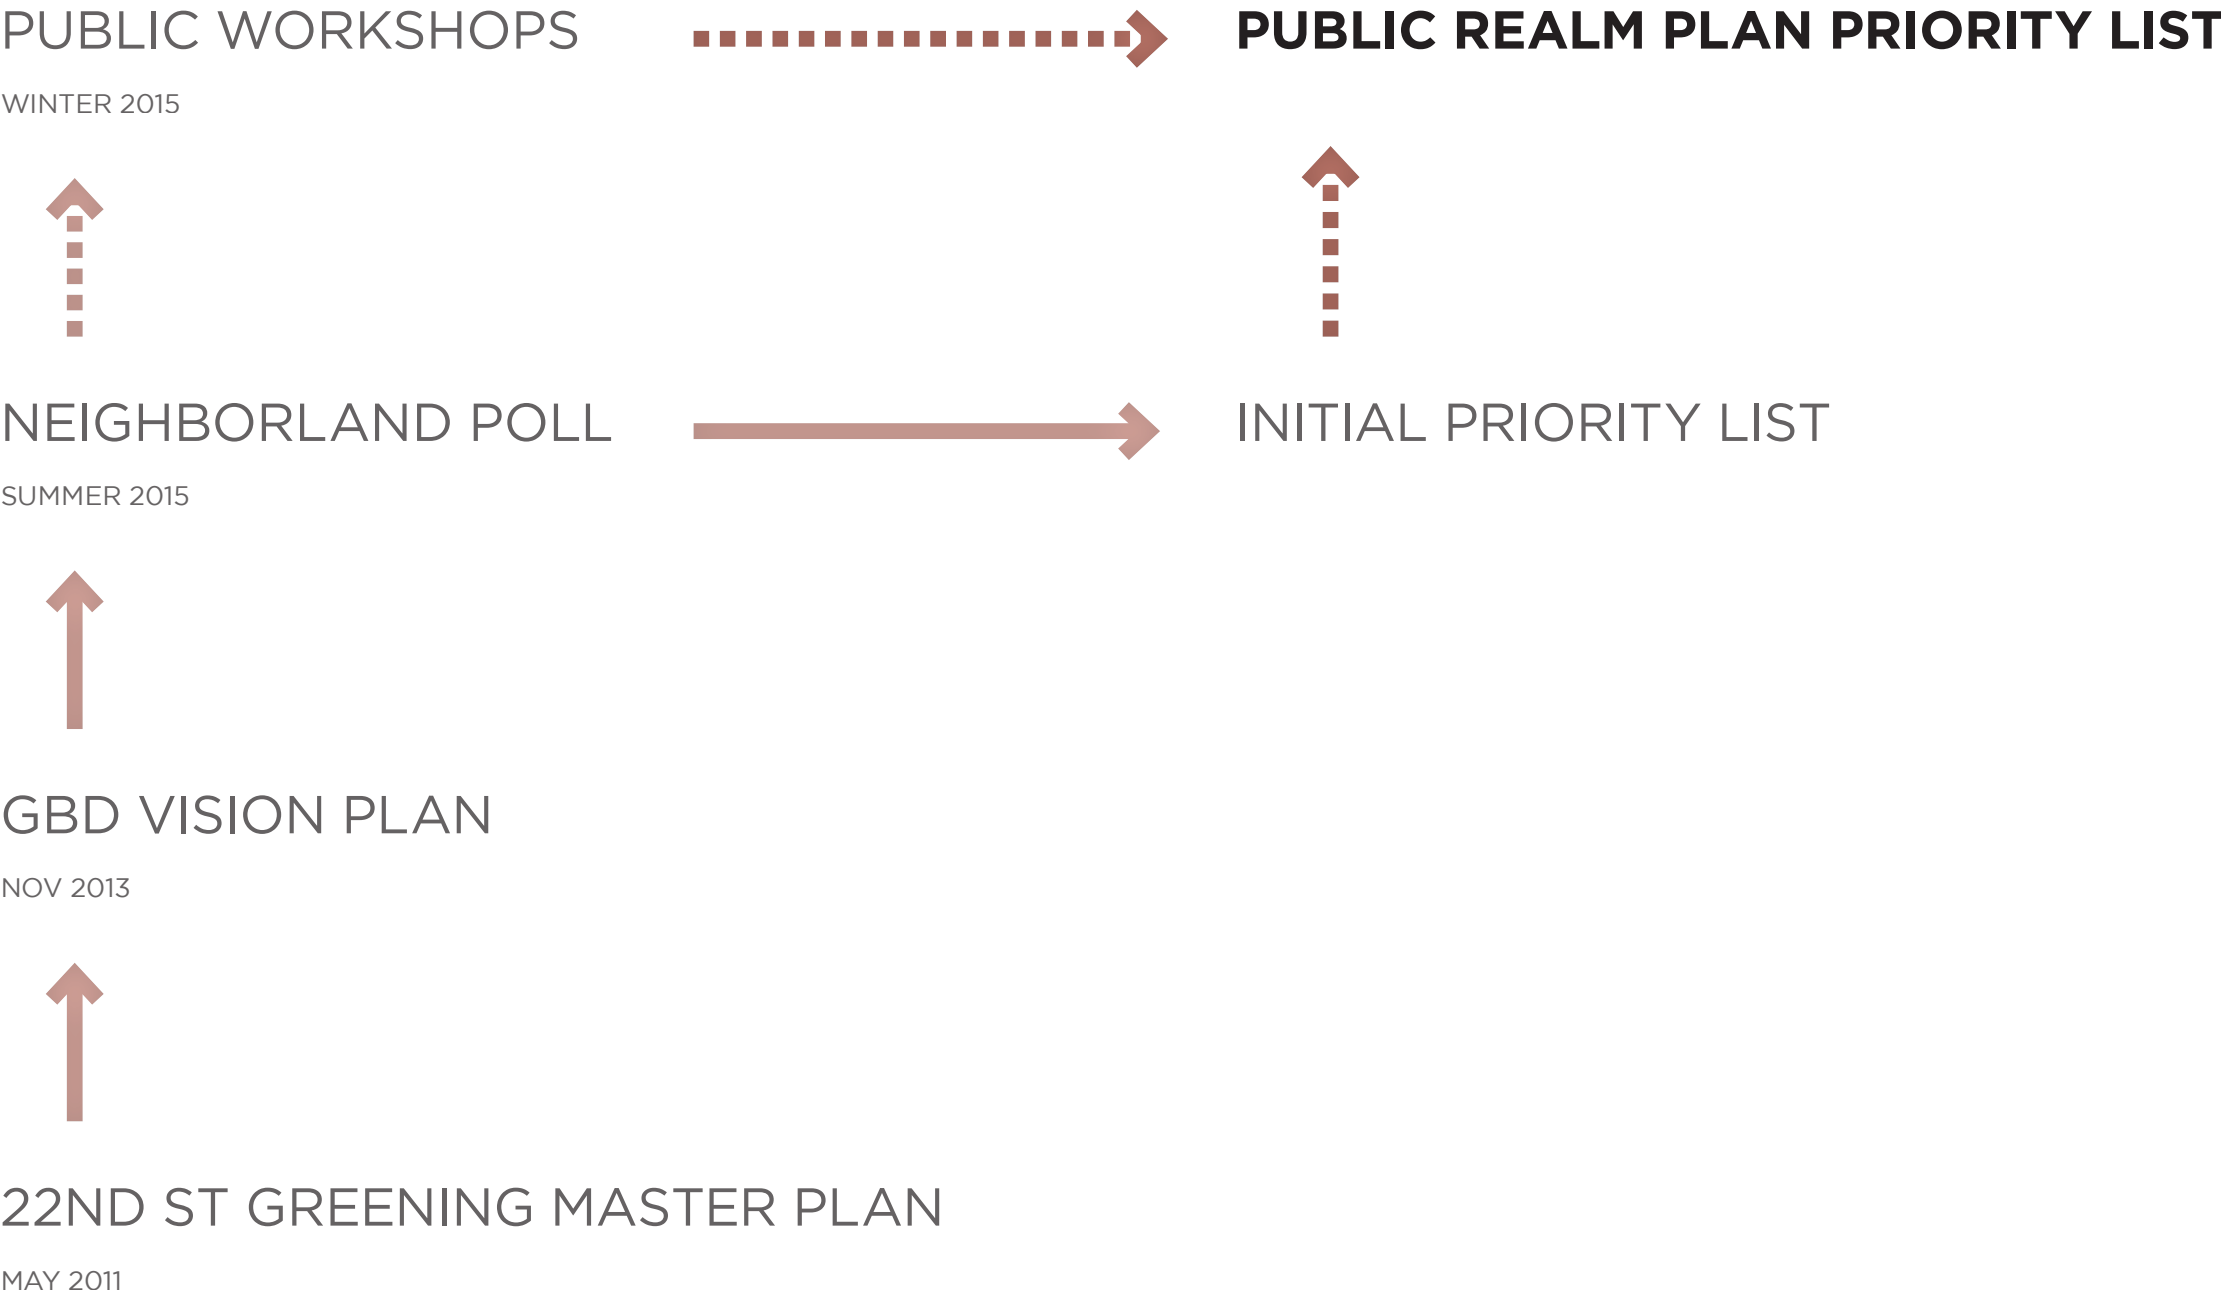 PUBLIC WORKSHOPS
PUBLIC REALM PLAN PRIORITY LIST
WINTER 2015
NEIGHBORLAND POLL
INITIAL PRIORITY LIST
SUMMER 2015
GBD VISION PLAN
NOV 2013
22ND ST GREENING MASTER PLAN
MAY 2011